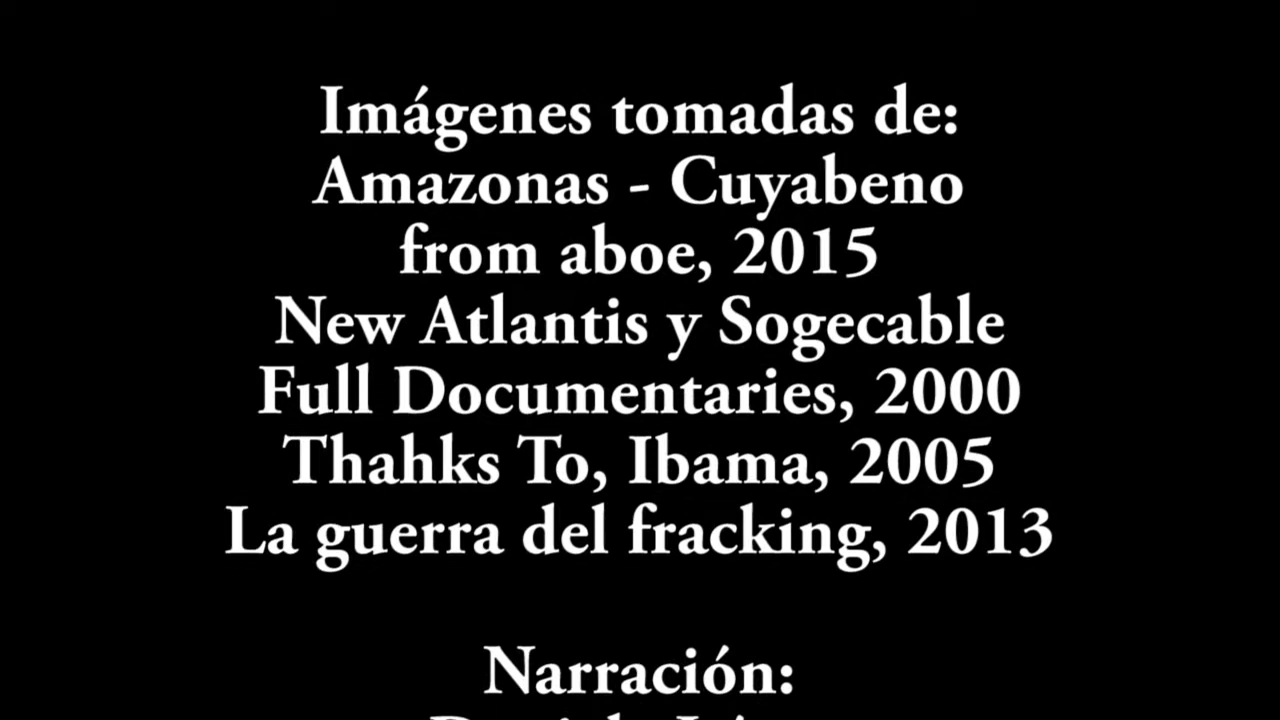 Imágenes tomadas de:
Amazonas - Cuyabeno
from aboe, 2015
New Atlantis y Sogecable
Full Documentaries, 2000
Thahks To, Ibama, 2005
La guerra del fracking, 2013
Narración: